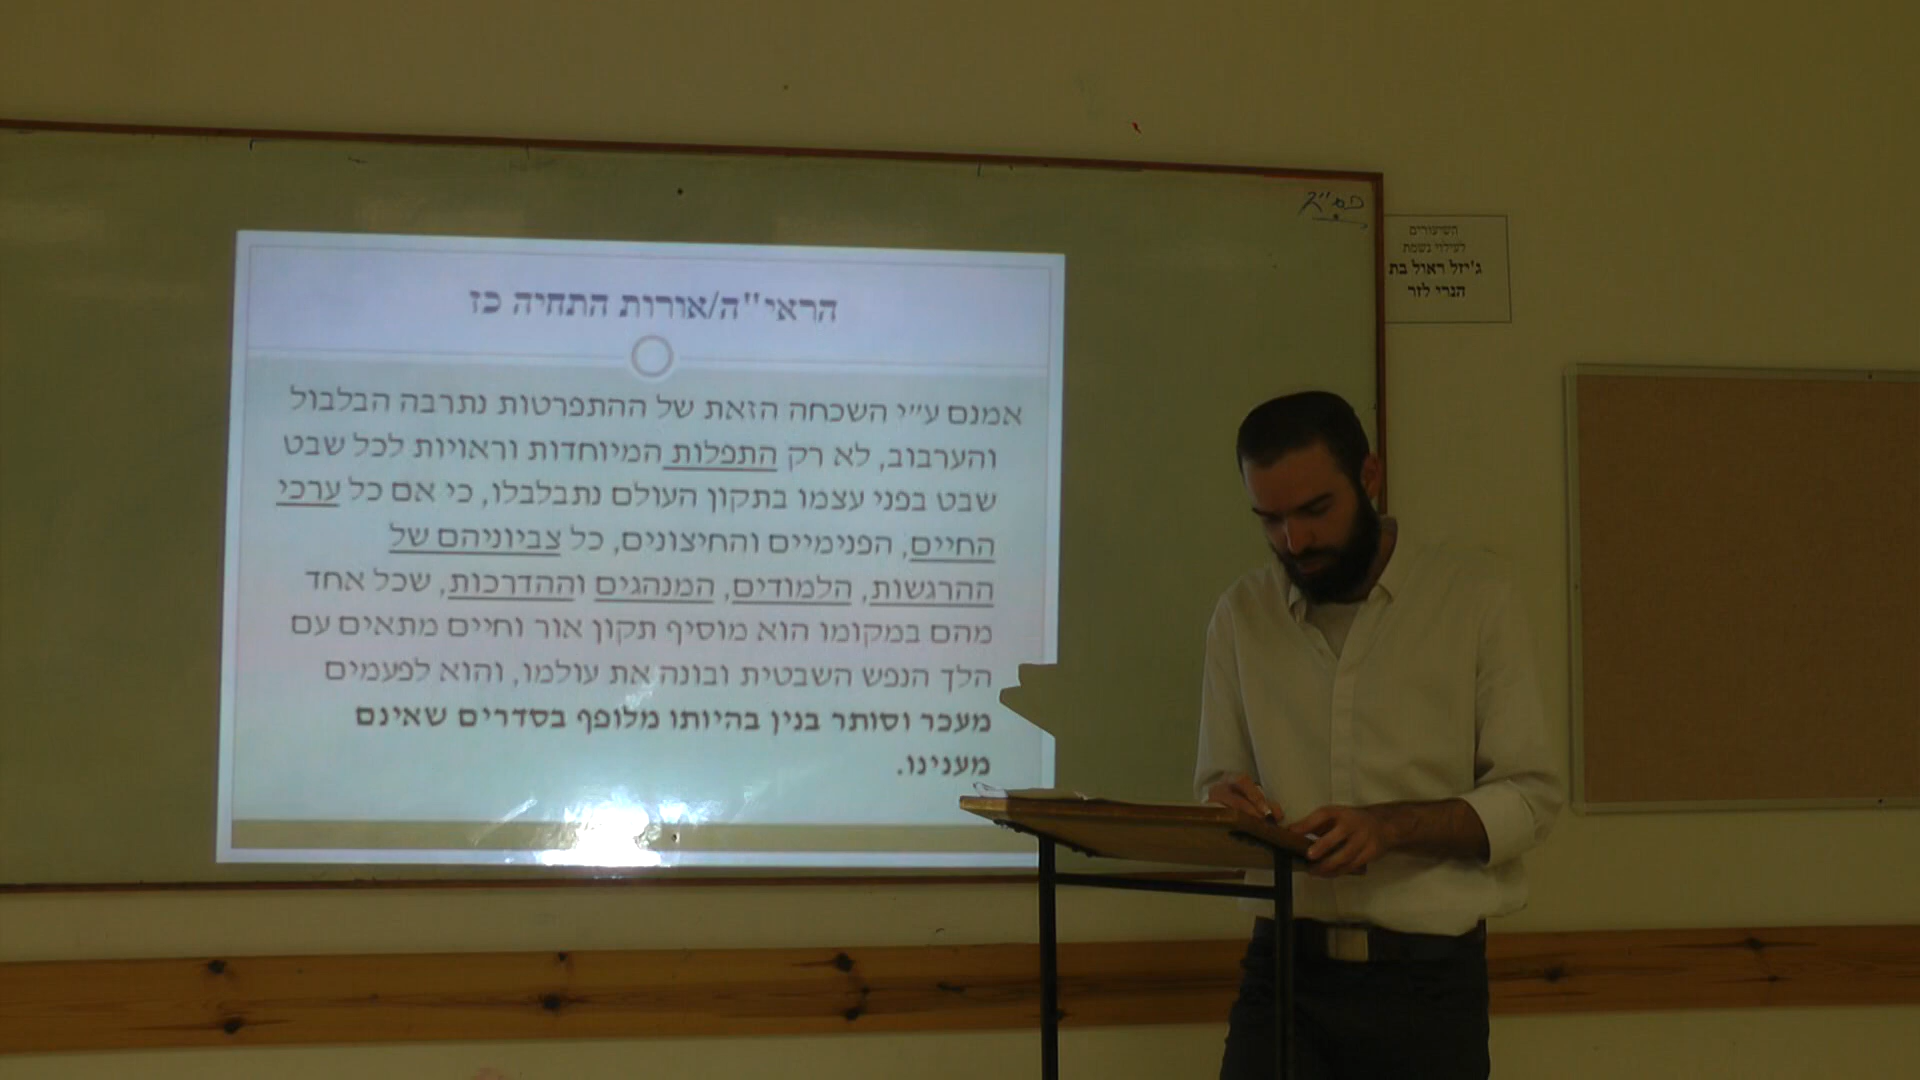 הראי"ה/אורות התחיה כז
אמנם ע״י השכחה הזאת של ההתפרטות נתרבה הבלבול
והערבוב, לא רק התפלות המיוחדות וראויות לכל שבט
שבט בפני עצמו בתקון העולם נתבלבלו, כי אם כל ערכי
החיים, הפנימיים והחיצונים, כל צביוניהם של
ההרגשות, הלמודים, המנהגים וההדרכות, שכל אחד
מהם במקומו הוא מוסיף תקון אור וחיים מתאים עם
הלך הנפש השבטית ובונה את עולמו, והוא לפעמים
מעכר וסותר בנין בהיותו מלופף בסדרים שאינם
מענינו.
השיעורים
לעילוי נשמת
ג'יזל ראול בת
הנרי לזר